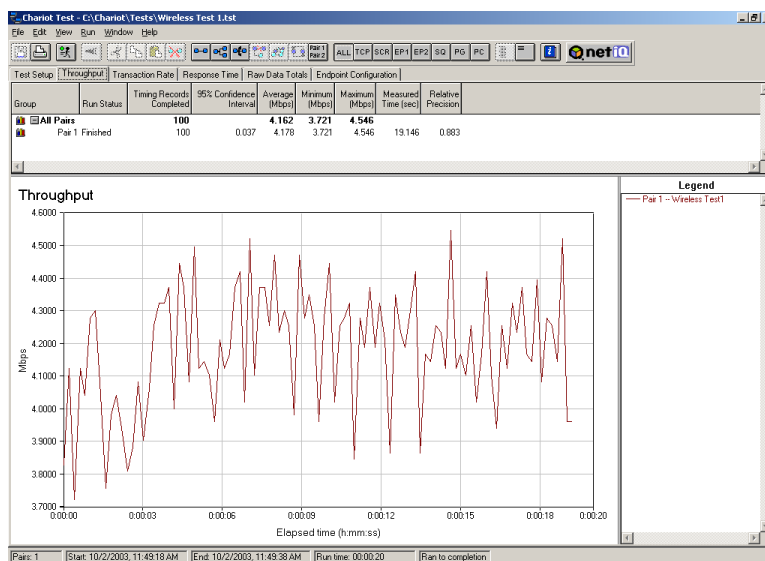 Chariot Test - C:\Chariot\Tests\Wireless Test 1.tst
File Edit View Run Window Help
Pair 1 Pair 2 ALL TCP SCR EP1 EP2 SQ PG PC i netiQ
Test Setup Throughput Transaction Rate Response Time Raw Data Totals Endpoint Configuration
Group Run Status Timing Records Completed 95% Confidence Interval Average (Mbps) Minimum (Mbps) Maximum (Mbps) Measured Time (sec) Relative Precision
All Pairs 100 4.162 3.721 4.546
Pair 1 Finished 100 0.037 4.178 3.721 4.546 19.146 0.883
Throughput
Legend
Pair 1 -- Wireless Test1
4.6000
4.5000
4.4000
4.3000
4.2000
4.1000
4.0000
3.9000
3.8000
3.7000
Mbps
0:00:00 0:00:03 0:00:06 0:00:09 0:00:12 0:00:15 0:00:18 0:00:20
Elapsed time (h:mm:ss)
Pairs: 1 Start: 10/2/2003, 11:49:18 AM End: 10/2/2003, 11:49:38 AM Run time: 00:00:20 Ran to completion